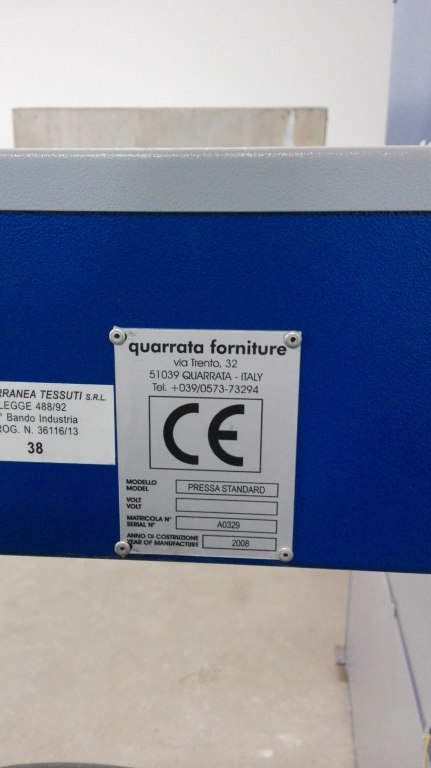 RRANEA TESSUTI S.R.L.
LEGGE 488/92
° Bando Industria
ROG. N. 36116/13
38
quarrata forniture
via Trento, 32
51039 QUARRATA - ITALY
Tel. +039/0573-73294
CE
MODELLO
MODEL
PRESSA STANDARD
VOLT
VOLT
MATRICOLA N°
SERIAL N°
A0329
ANNO DI COSTRUZIONE
YEAR OF MANUFACTURE
2008